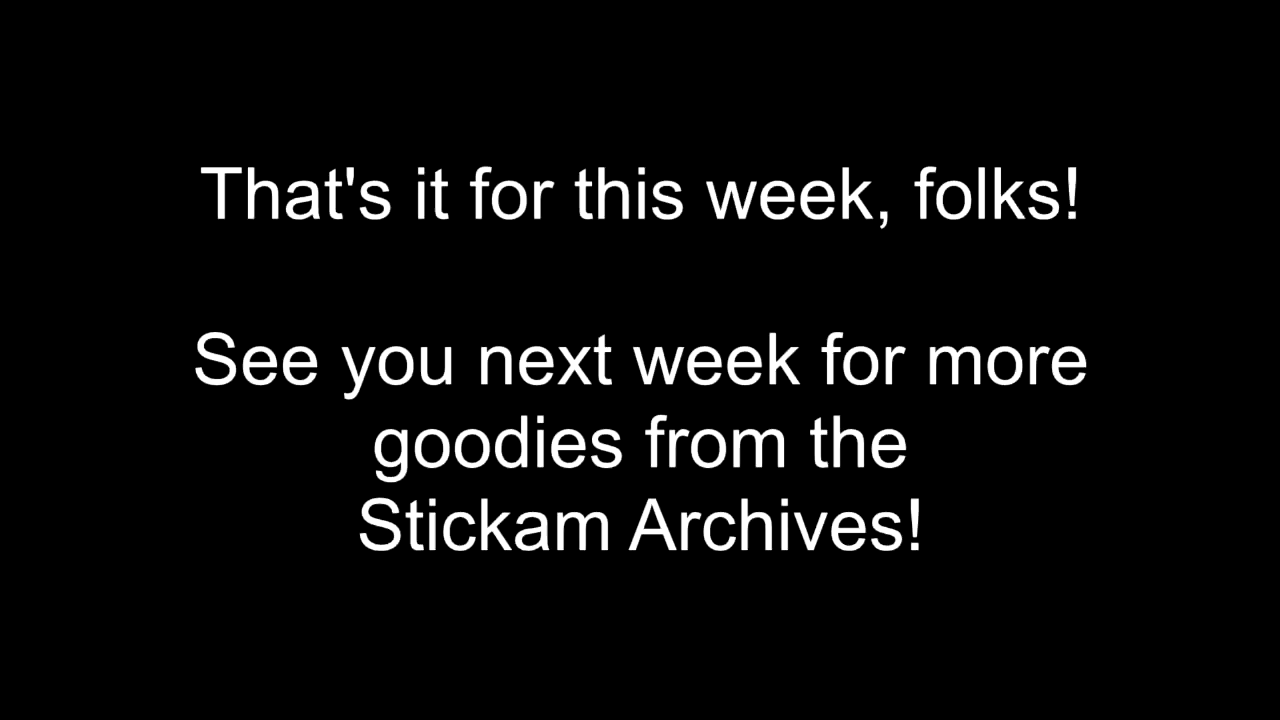 That's it for this week, folks!
See you next week for more
goodies from the
Stickam Archives!